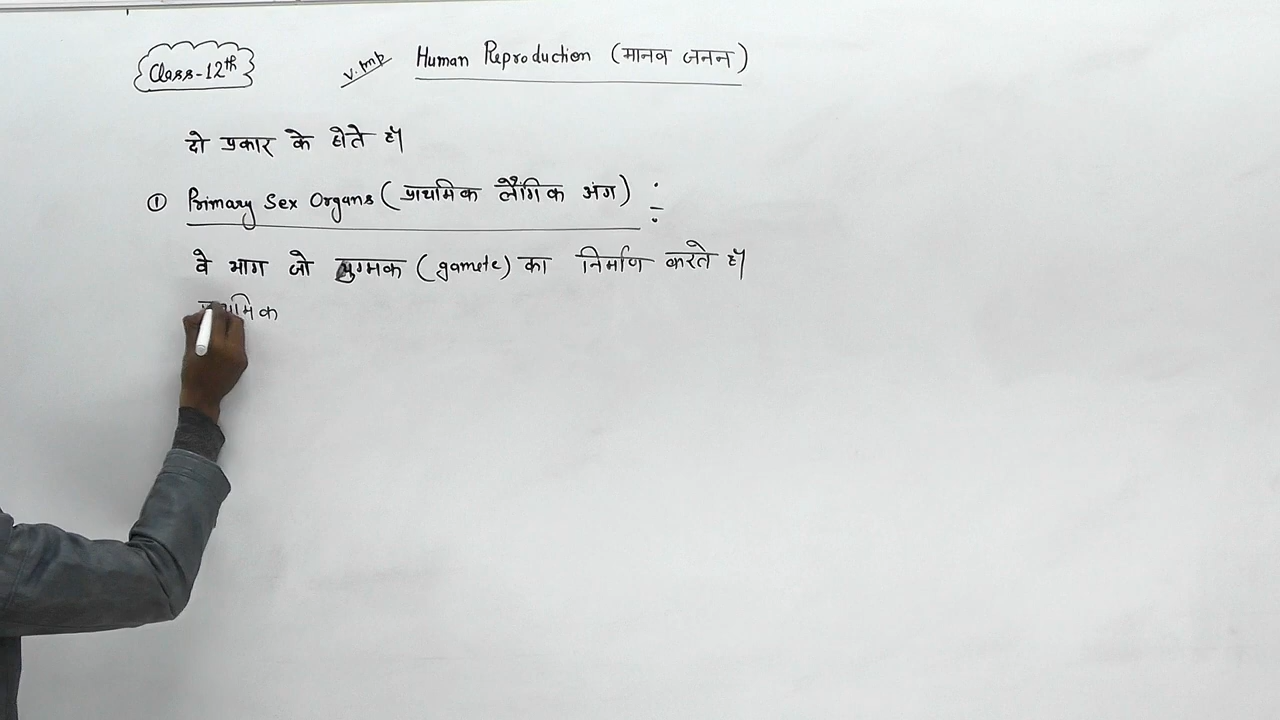 Class-12th
V. Imp
Human Reproduction (मानव जनन)
दो प्रकार के होते हैं।
① Primary Sex Organs (प्राथमिक लैंगिक अंग) ÷
वे भाग जो युग्मक (gamete) का निर्माण करते हैं।
प्राथमिक